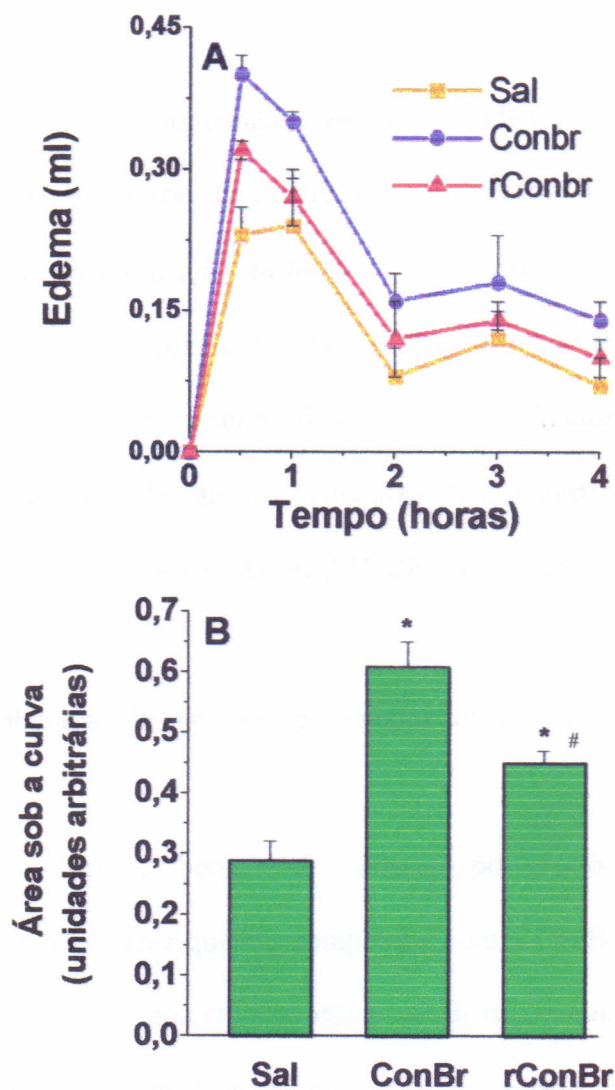 0,45
A
Sal
Conbr
rConbr
0,30
0,15
0,00
Edema (ml)
0 1 2 3 4
Tempo (horas)
0,7
B
*
0,6
* #
0,5
0,4
0,3
0,2
0,1
0,0
Área sob a curva
(unidades arbitrárias)
Sal ConBr rConBr